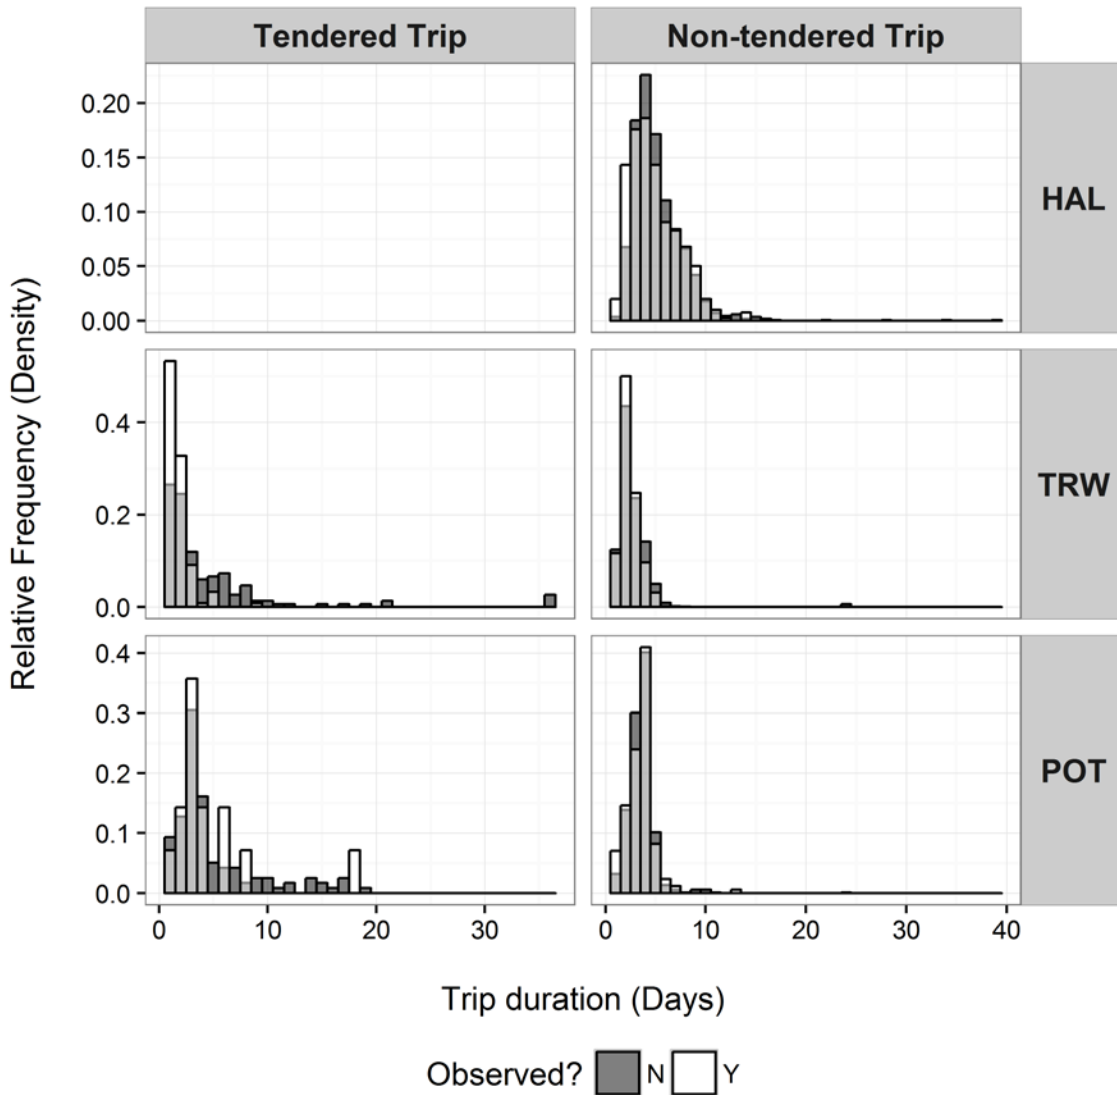 Tendered Trip
Non-tendered Trip
Relative Frequency (Density)
0.20
0.15
0.10
0.05
0.00
HAL
0.4
0.2
0.0
TRW
0.4
0.3
0.2
0.1
0.0
POT
0 10 20 30
0 10 20 30 40
Trip duration (Days)
Observed? N Y